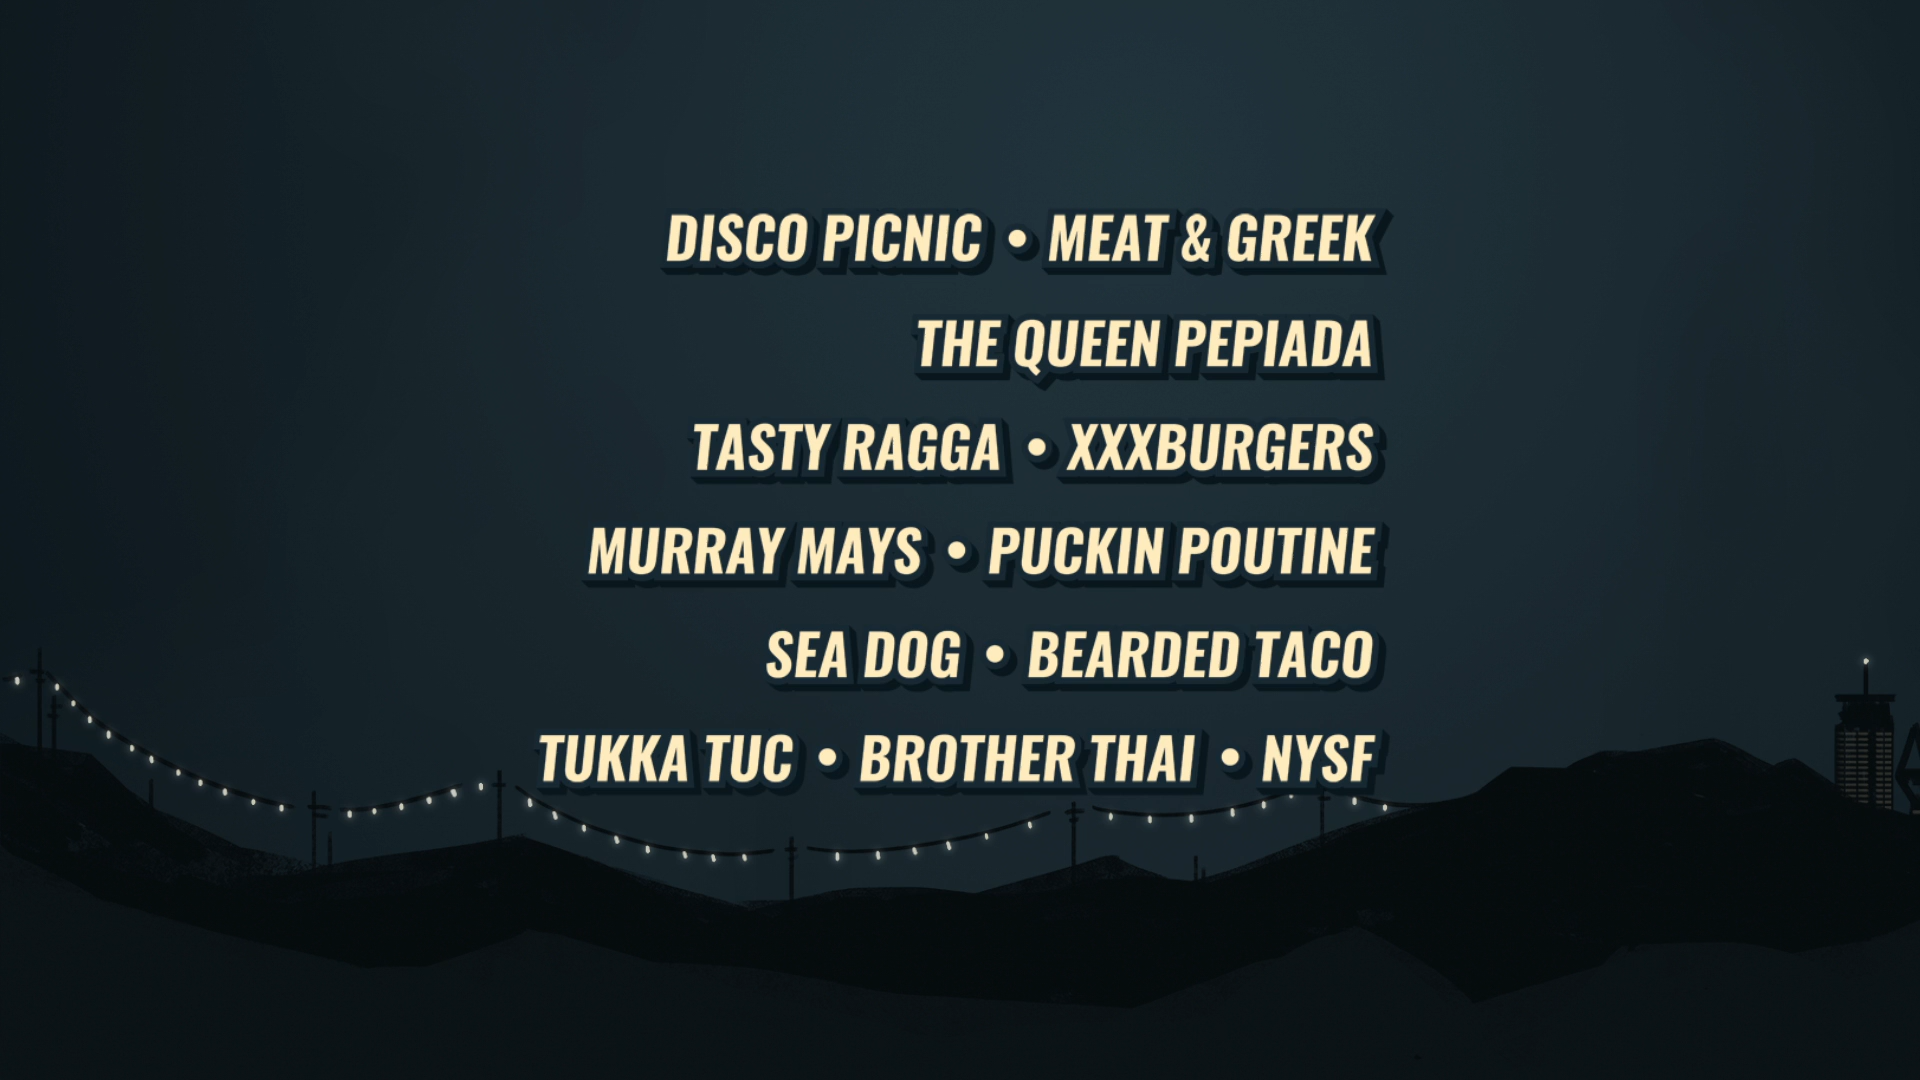 DISCO PICNIC • MEAT & GREEK
THE QUEEN PEPIADA
TASTY RAGGA • XXXBURGERS
MURRAY MAYS • PUCKIN POUTINE
SEA DOG • BEARDED TACO
TUKKA TUC • BROTHER THAI • NYSF